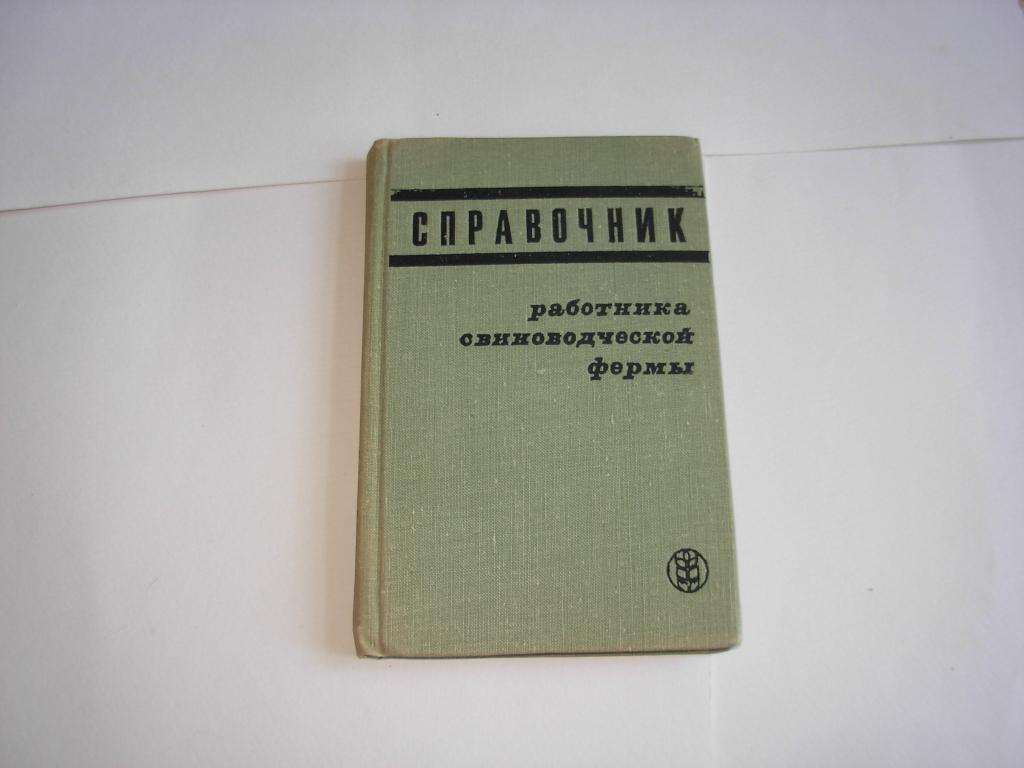 СПРАВОЧНИК
работника
свиноводческой
фермы